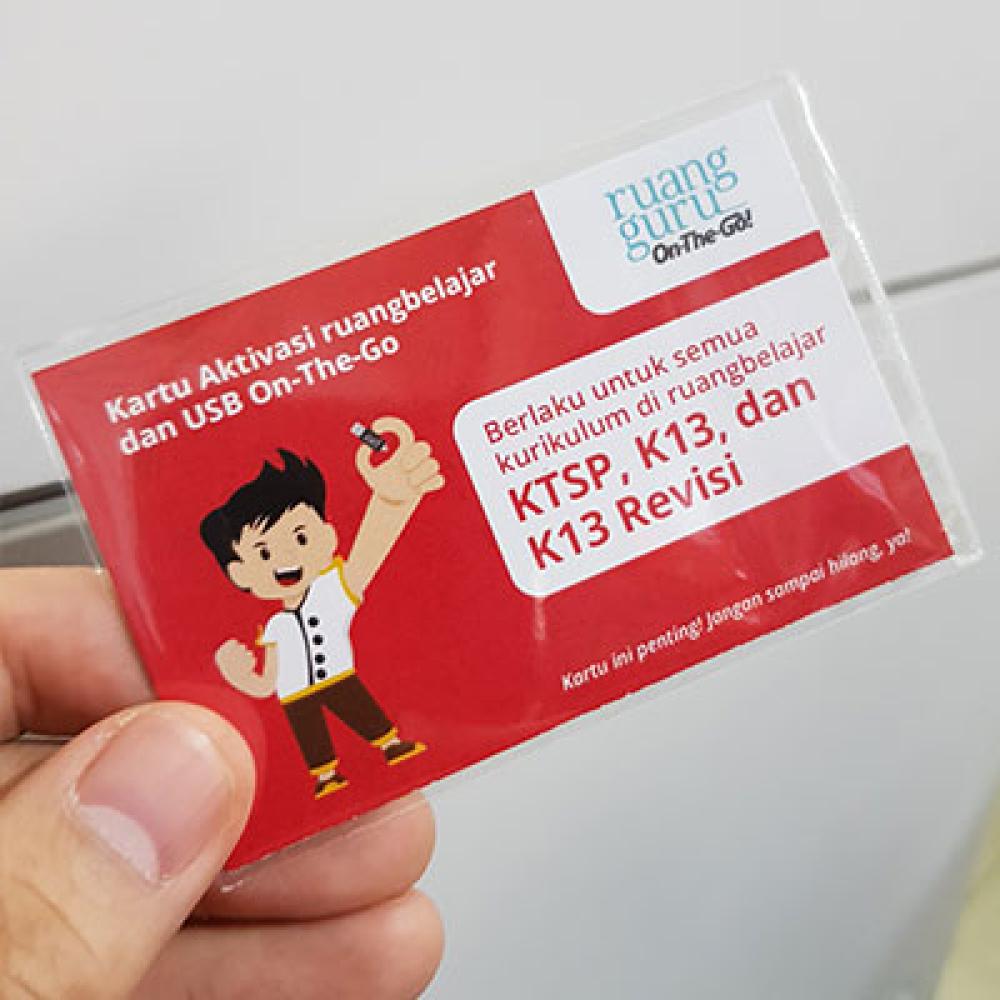 ruang
guru
On-The-Go!
Kartu Aktivasi ruangbelajar
dan USB On-The-Go
Berlaku untuk semua
kurikulum di ruangbelajar
KTSP, K13, dan
K13 Revisi
Kartu ini penting! Jangan sampai hilang, ya!